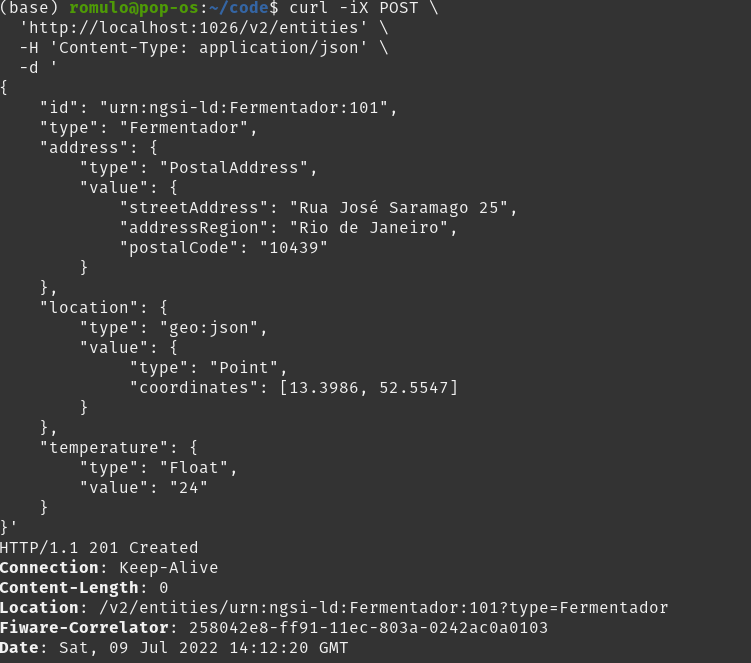 (base) romulo@pop-os:~/code$ curl -iX POST \
  'http://localhost:1026/v2/entities' \
  -H 'Content-Type: application/json' \
  -d '
{
    "id": "urn:ngsi-ld:Fermentador:101",
    "type": "Fermentador",
    "address": {
        "type": "PostalAddress",
        "value": {
            "streetAddress": "Rua José Saramago 25",
            "addressRegion": "Rio de Janeiro",
            "postalCode": "10439"
        }
    },
    "location": {
        "type": "geo:json",
        "value": {
             "type": "Point",
             "coordinates": [13.3986, 52.5547]
        }
    },
    "temperature": {
        "type": "Float",
        "value": "24"
    }
}'
HTTP/1.1 201 Created
Connection: Keep-Alive
Content-Length: 0
Location: /v2/entities/urn:ngsi-ld:Fermentador:101?type=Fermentador
Fiware-Correlator: 258042e8-ff91-11ec-803a-0242ac0a0103
Date: Sat, 09 Jul 2022 14:12:20 GMT